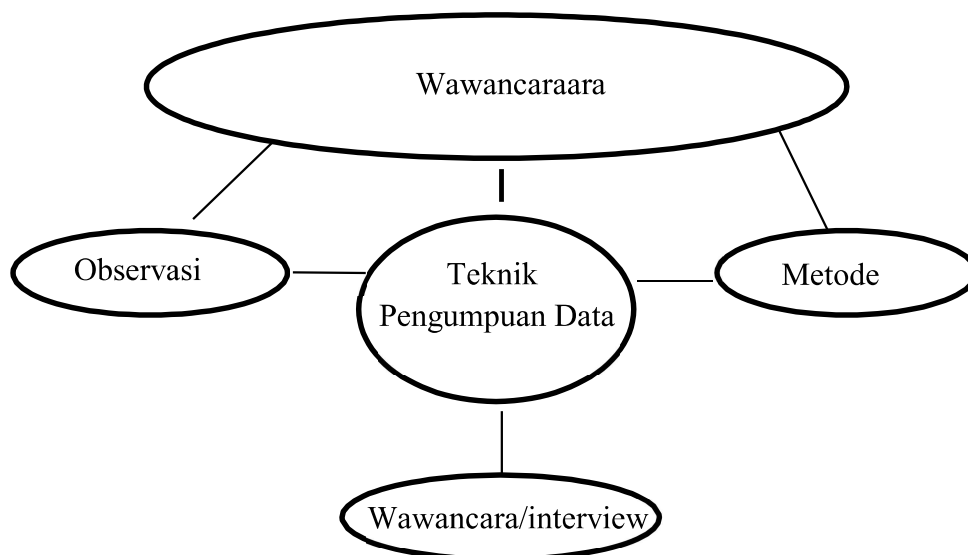 Wawancaraara
Observasi
Teknik
Pengumpuan Data
Metode
Wawancara/interview